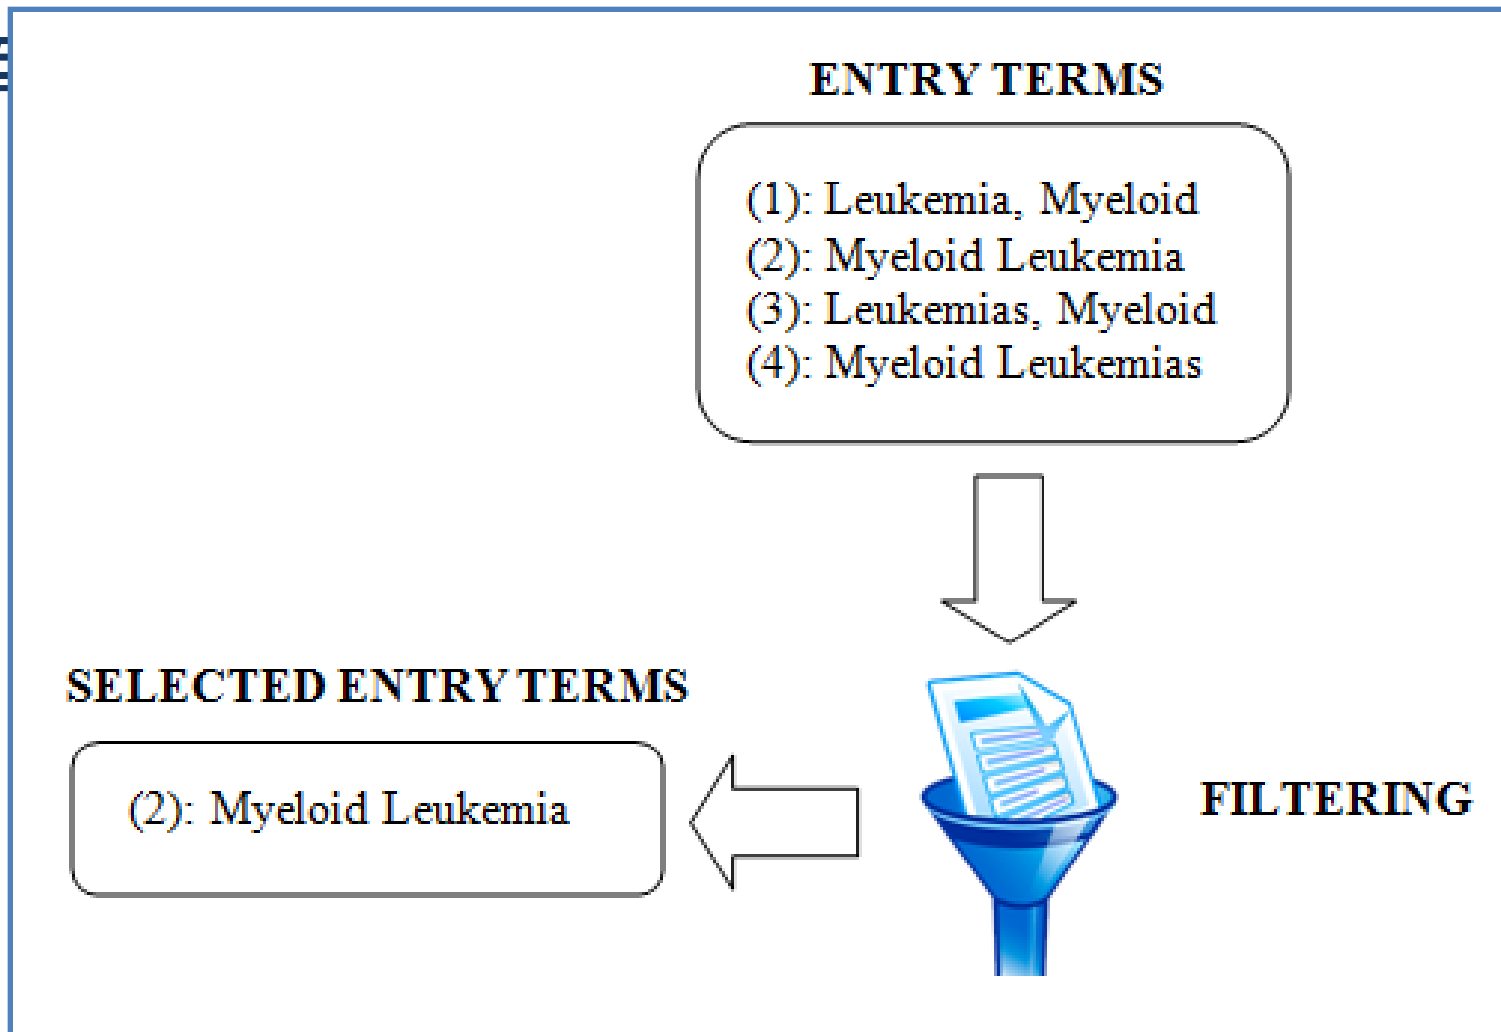 ENTRY TERMS
(1): Leukemia, Myeloid
(2): Myeloid Leukemia
(3): Leukemias, Myeloid
(4): Myeloid Leukemias
SELECTED ENTRY TERMS
(2): Myeloid Leukemia
FILTERING